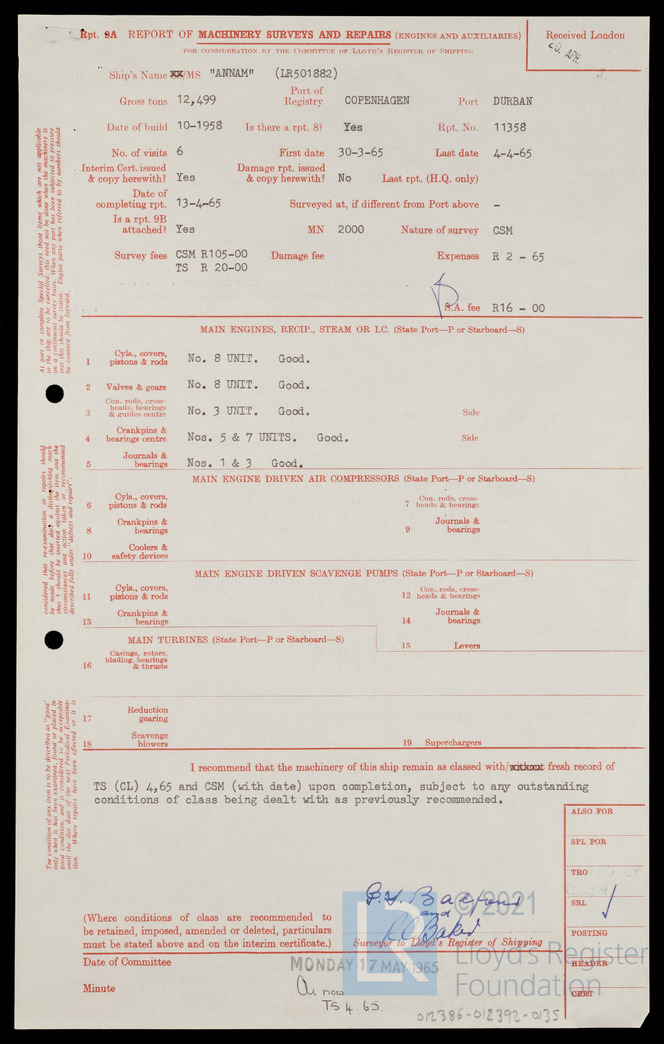 Rpt. 9A REPORT OF MACHINERY SURVEYS AND REPAIRS (ENGINES AND AUXILIARIES)
FOR CONSIDERATION BY THE COMMITTEE OF LLOYD'S REGISTER OF SHIPPING
Received London
20. APR
Ship's Name /MS "ANNAM" (LR501882)
Gross tons 12,499 Port of Registry COPENHAGEN Port DURBAN
Date of build 10-1958 Is there a rpt. 8? Yes Rpt. No. 11358
No. of visits 6 First date 30-3-65 Last date 4-4-65
Interim Cert. issued & copy herewith? Yes Damage rpt. issued & copy herewith? No Last rpt. (H.Q. only)
Date of completing rpt. 13-4-65 Surveyed at, if different from Port above -
Is a rpt. 9B attached? Yes MN 2000 Nature of survey CSM
Survey fees CSM R105-00 Damage fee Expenses R 2 - 65
TS R 20-00
S.A. fee R16 - 00
MAIN ENGINES, RECIP., STEAM OR I.C. (State Port—P or Starboard—S)
1 Cyls., covers, pistons & rods No. 8 UNIT. Good.
2 Valves & gears No. 8 UNIT. Good.
3 Con. rods, cross-heads, bearings & guides centre No. 3 UNIT. Good. Side
4 Crankpins & bearings centre Nos. 5 & 7 UNITS. Good. Side
5 Journals & bearings Nos. 1 & 3 Good.
MAIN ENGINE DRIVEN AIR COMPRESSORS (State Port—P or Starboard—S)
6 Cyls., covers, pistons & rods 7 Con. rods, cross-heads & bearings
8 Crankpins & bearings 9 Journals & bearings
10 Coolers & safety devices
MAIN ENGINE DRIVEN SCAVENGE PUMPS (State Port—P or Starboard—S)
11 Cyls., covers, pistons & rods 12 Con. rods, cross-heads & bearings
13 Crankpins & bearings 14 Journals & bearings
MAIN TURBINES (State Port—P or Starboard—S) 15 Levers
16 Casings, rotors, blading, bearings & thrusts
17 Reduction gearing
18 Scavenge blowers 19 Superchargers
I recommend that the machinery of this ship remain as classed with/ fresh record of
TS (CL) 4,65 and CSM (with date) upon completion, subject to any outstanding
conditions of class being dealt with as previously recommended.
ALSO FOR
SPL FOR
TRO
SRL
POSTING
HEADER
CERT
(Where conditions of class are recommended to
be retained, imposed, amended or deleted, particulars
must be stated above and on the interim certificate.)
and
Surveyor to Lloyd's Register of Shipping
Date of Committee MONDAY 17 MAY 1965
Minute As now
TS 4.65
012386-012392-0135
© 2021
LR
Lloyd's Register
Foundation